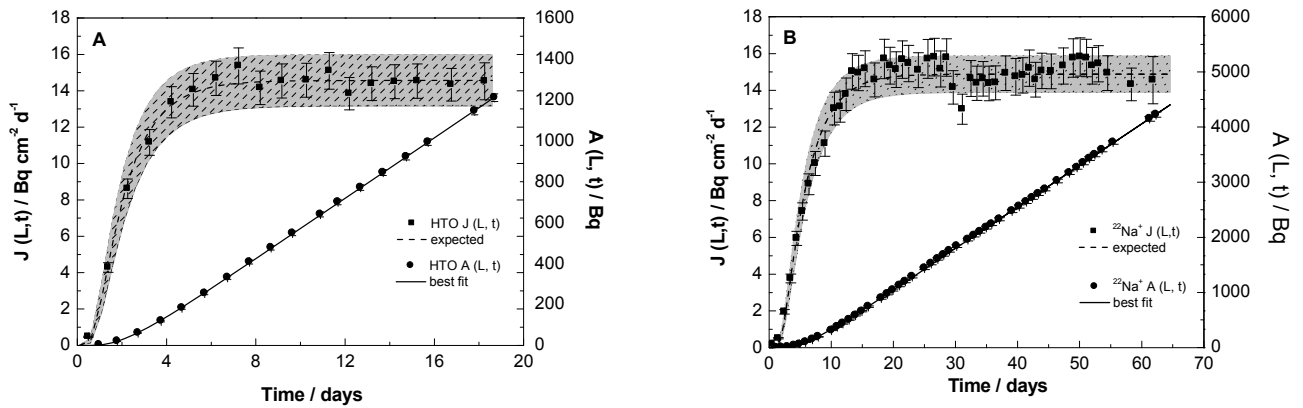 A
J (L,t) / Bq cm⁻² d⁻¹
18
16
14
12
10
8
6
4
2
0
1600
1400
1200
1000
800
600
400
200
0
A (L, t) / Bq
HTO J (L, t)
expected
HTO A (L, t)
best fit
0 4 8 12 16 20
Time / days
B
J (L,t) / Bq cm⁻² d⁻¹
18
16
14
12
10
8
6
4
2
0
6000
5000
4000
3000
2000
1000
0
A (L, t) / Bq
²²Na⁺ J (L,t)
expected
²²Na⁺ A (L, t)
best fit
0 10 20 30 40 50 60 70
Time / days